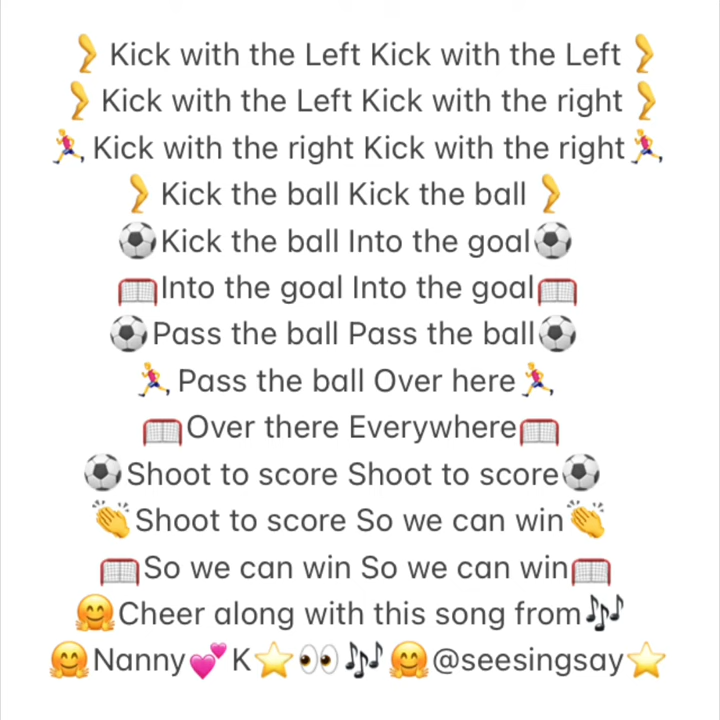 🦵Kick with the Left Kick with the Left🦵
🦵Kick with the Left Kick with the right🦵
🏃Kick with the right Kick with the right🏃
🦵Kick the ball Kick the ball🦵
⚽Kick the ball Into the goal⚽
🥅Into the goal Into the goal🥅
⚽Pass the ball Pass the ball⚽
🏃Pass the ball Over here🏃
🥅Over there Everywhere🥅
⚽Shoot to score Shoot to score⚽
👏Shoot to score So we can win👏
🥅So we can win So we can win🥅
🤗Cheer along with this song from🎶
🤗Nanny💕K⭐👀🎶🤗@seesingsay⭐